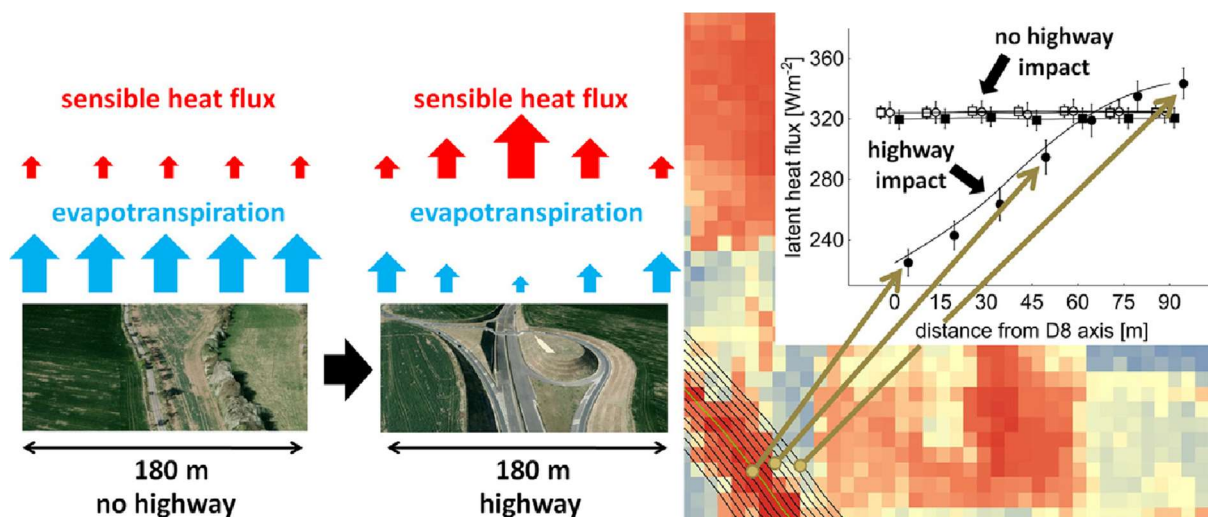 sensible heat flux
evapotranspiration
180 m
no highway
sensible heat flux
evapotranspiration
180 m
highway
latent heat flux [Wm-2]
360
320
280
240
no highway
impact
highway
impact
0 15 30 45 60 75 90
distance from D8 axis [m]